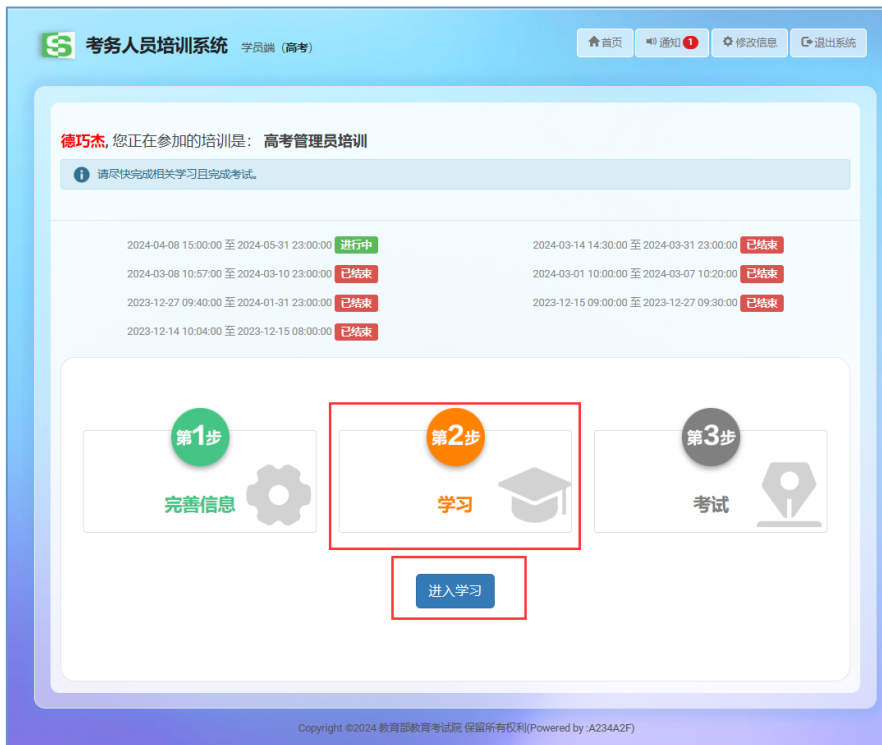 考务人员培训系统 学员端（高考）
首页 通知 1 修改信息 退出系统
德巧杰, 您正在参加的培训是： 高考管理员培训
请尽快完成相关学习且完成考试。
2024-04-08 15:00:00 至 2024-05-31 23:00:00 进行中 2024-03-14 14:30:00 至 2024-03-31 23:00:00 已结束
2024-03-08 10:57:00 至 2024-03-10 23:00:00 已结束 2024-03-01 10:00:00 至 2024-03-07 10:20:00 已结束
2023-12-27 09:40:00 至 2024-01-31 23:00:00 已结束 2023-12-15 09:00:00 至 2023-12-27 09:30:00 已结束
2023-12-14 10:04:00 至 2023-12-15 08:00:00 已结束
第1步 第2步 第3步
完善信息 学习 考试
进入学习
Copyright ©2024 教育部教育考试院 保留所有权利(Powered by :A234A2F)